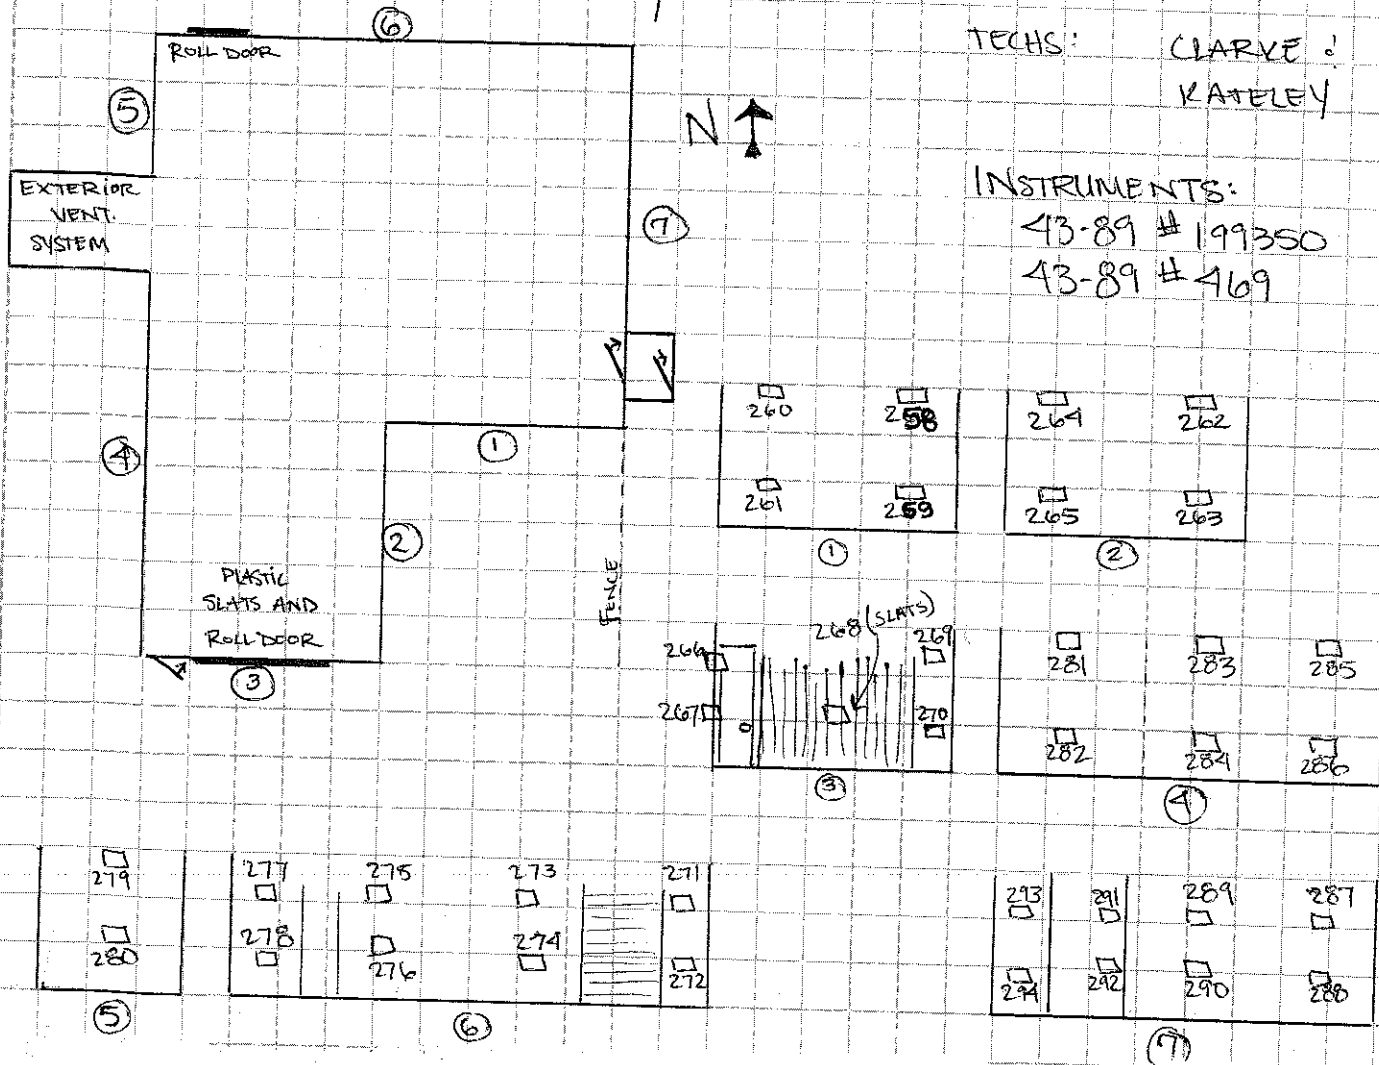 ⑥
ROLL DOOR
TECHS: CLARKE &
KATELEY
⑤
N
EXTERIOR
VENT.
SYSTEM
⑦
INSTRUMENTS:
43-89 # 199350
43-89 # 469
260 258 264 262
④
①
261 259 265 263
②
① ②
FENCE
PLASTIC
SLATS AND
ROLL DOOR
③
268 (SLATS)
266 269 281 283 285
267 270
282 284 286
③ ④
279 277 275 273 271 293 291 289 287
280 278 276 274 272 294 292 290 288
⑤ ⑥ ⑦